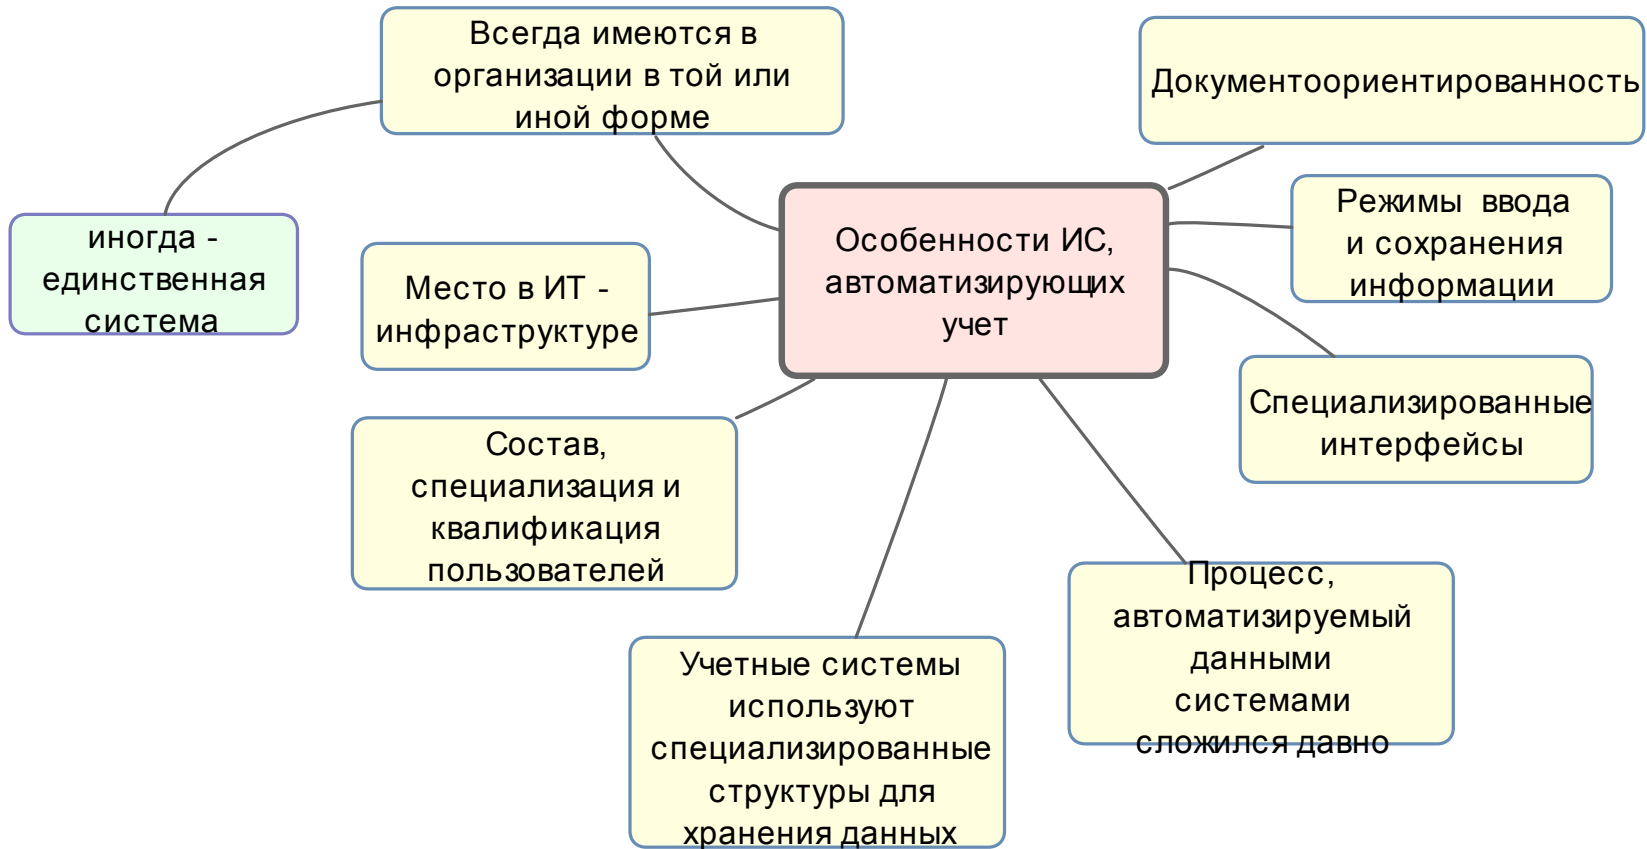 Всегда имеются в
организации в той или
иной форме
Документоориентированность
Режимы ввода
и сохранения
информации
иногда -
единственная
система
Особенности ИС,
автоматизирующих
учет
Место в ИТ -
инфраструктуре
Специализированные
интерфейсы
Состав,
специализация и
квалификация
пользователей
Процесс,
автоматизируемый
данными
системами
сложился давно
Учетные системы
используют
специализированные
структуры для
хранения данных